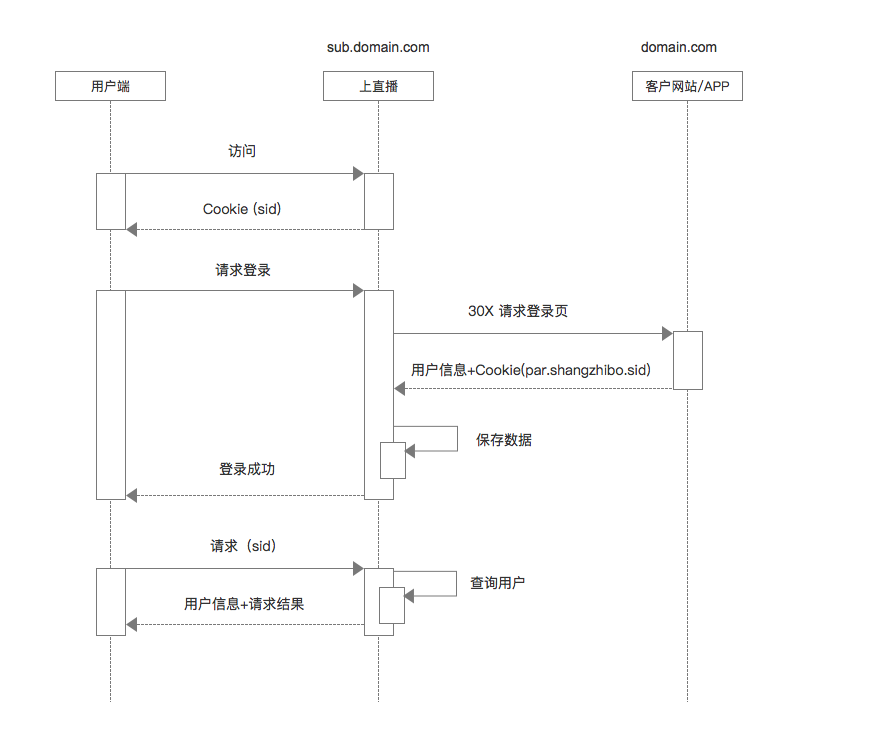 sub.domain.com
domain.com
用户端
上直播
客户网站/APP
访问
Cookie (sid)
请求登录
30X 请求登录页
用户信息+Cookie(par.shangzhibo.sid)
保存数据
登录成功
请求（sid）
查询用户
用户信息+请求结果